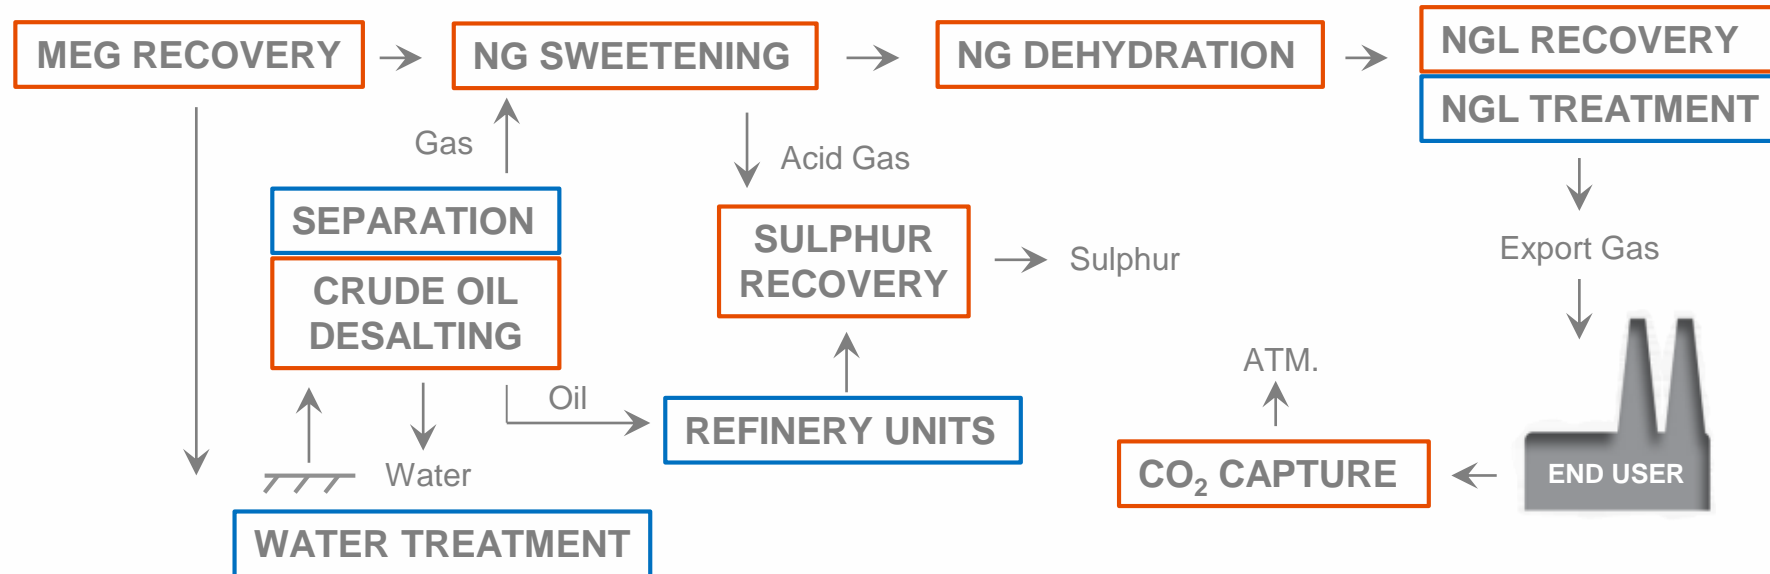 MEG RECOVERY
NG SWEETENING
NG DEHYDRATION
NGL RECOVERY
NGL TREATMENT
Gas
Acid Gas
SEPARATION
CRUDE OIL
DESALTING
SULPHUR
RECOVERY
Sulphur
Export Gas
ATM.
Oil
REFINERY UNITS
Water
CO₂ CAPTURE
END USER
WATER TREATMENT